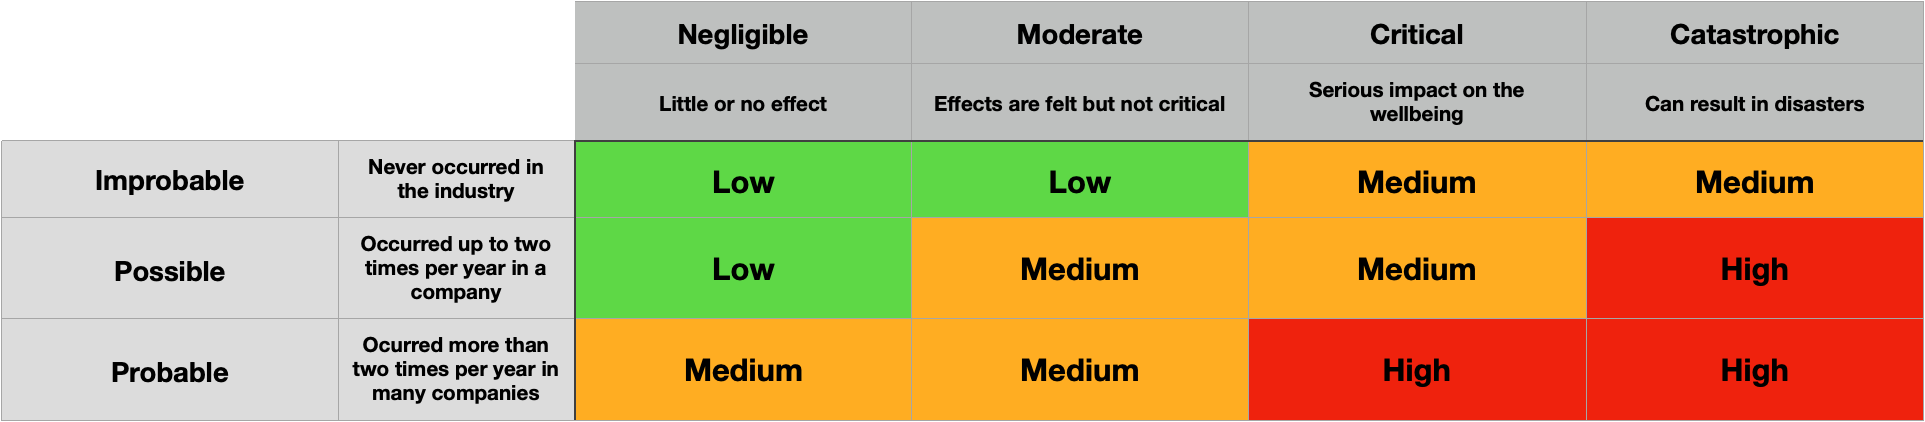 Negligible
Moderate
Critical
Catastrophic
Little or no effect
Effects are felt but not critical
Serious impact on the
wellbeing
Can result in disasters
Improbable
Never occurred in
the industry
Low
Low
Medium
Medium
Possible
Occurred up to two
times per year in a
company
Low
Medium
Medium
High
Probable
Ocurred more than
two times per year in
many companies
Medium
Medium
High
High